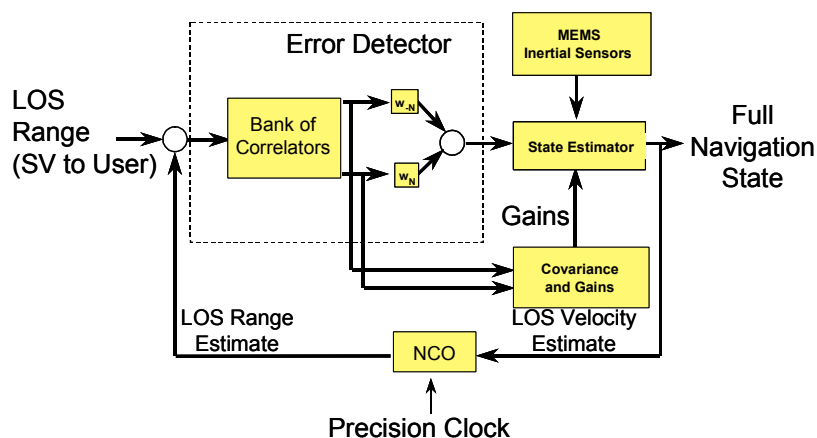 Error Detector
MEMS
Inertial Sensors
LOS
Range
(SV to User)
Bank of
Correlators
w-N
wN
State Estimator
Full
Navigation
State
Gains
Covariance
and Gains
LOS Range
Estimate
LOS Velocity
Estimate
NCO
Precision Clock